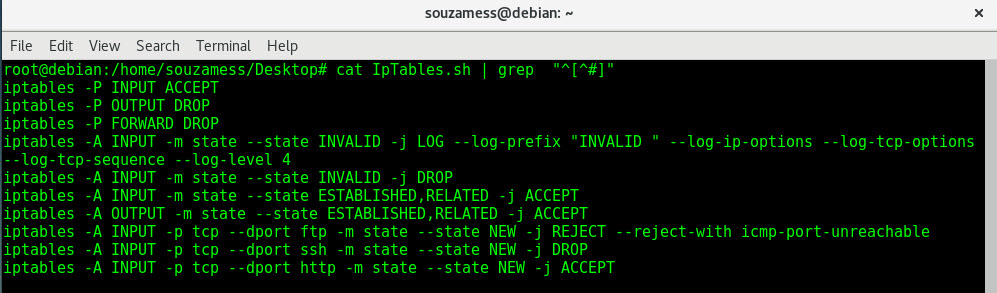 souzamess@debian: ~
×
File Edit View Search Terminal Help
root@debian:/home/souzamess/Desktop# cat IpTables.sh | grep  "^[^#]"
iptables -P INPUT ACCEPT
iptables -P OUTPUT DROP
iptables -P FORWARD DROP
iptables -A INPUT -m state --state INVALID -j LOG --log-prefix "INVALID " --log-ip-options --log-tcp-options
--log-tcp-sequence --log-level 4
iptables -A INPUT -m state --state INVALID -j DROP
iptables -A INPUT -m state --state ESTABLISHED,RELATED -j ACCEPT
iptables -A OUTPUT -m state --state ESTABLISHED,RELATED -j ACCEPT
iptables -A INPUT -p tcp --dport ftp -m state --state NEW -j REJECT --reject-with icmp-port-unreachable
iptables -A INPUT -p tcp --dport ssh -m state --state NEW -j DROP
iptables -A INPUT -p tcp --dport http -m state --state NEW -j ACCEPT